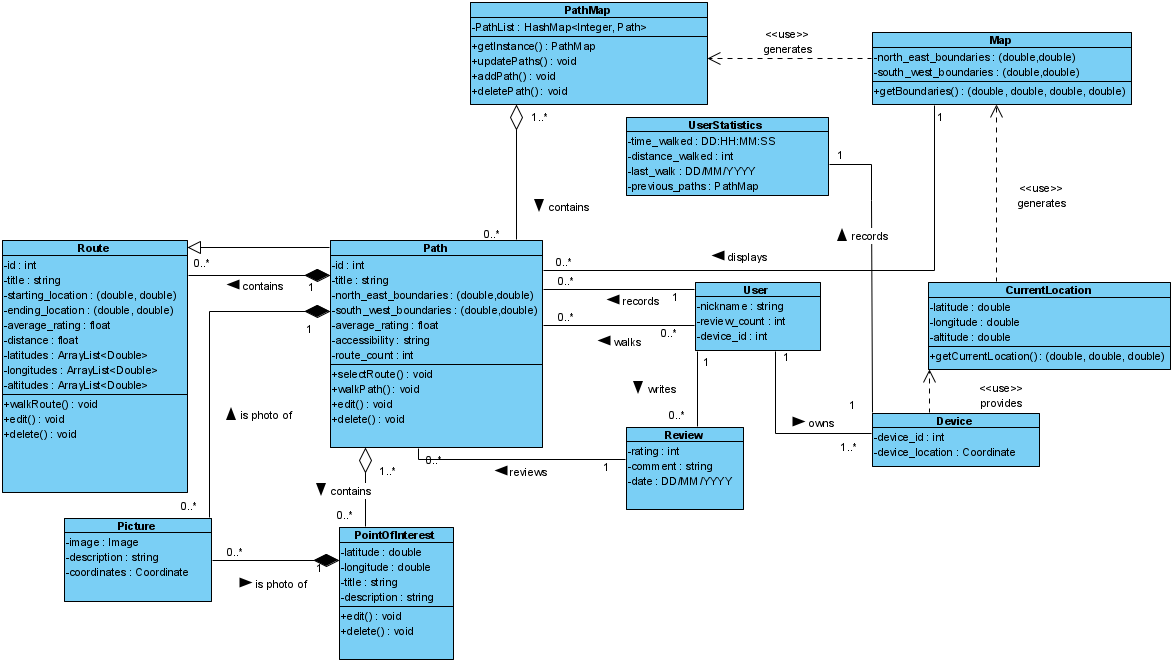 PathMap
-PathList : HashMap<Integer, Path>
+getInstance() : PathMap
+updatePaths() : void
+addPath() : void
+deletePath() : void
1..*
<<use>>
generates
Map
-north_east_boundaries : (double,double)
-south_west_boundaries : (double,double)
+getBoundaries() : (double, double, double, double)
1
UserStatistics
-time_walked : DD:HH:MM:SS
-distance_walked : int
-last_walk : DD/MM/YYYY
-previous_paths : PathMap
1
<<use>>
generates
contains
0..*
records
displays
0..*
Route
-id : int
-title : string
-starting_location : (double, double)
-ending_location : (double, double)
-average_rating : float
-distance : float
-latitudes : ArrayList<Double>
-longitudes : ArrayList<Double>
-altitudes : ArrayList<Double>
+walkRoute() : void
+edit() : void
+delete() : void
0..*
contains
1
1
Path
-id : int
-title : string
-north_east_boundaries : (double,double)
-south_west_boundaries : (double,double)
-average_rating : float
-accessibility : string
-route_count : int
+selectRoute() : void
+walkPath() : void
+edit() : void
+delete() : void
0..*
records
1
0..*
walks
0..*
User
-nickname : string
-review_count : int
-device_id : int
CurrentLocation
-latitude : double
-longitude : double
-altitude : double
+getCurrentLocation() : (double, double, double)
1
1
<<use>>
provides
writes
0..*
1
owns
1..*
is photo of
Review
-rating : int
-comment : string
-date : DD/MM/YYYY
Device
-device_id : int
-device_location : Coordinate
0..*
reviews
1
1..*
contains
0..*
0..*
Picture
-image : Image
-description : string
-coordinates : Coordinate
0..*
is photo of
1
PointOfInterest
-latitude : double
-longitude : double
-title : string
-description : string
+edit() : void
+delete() : void